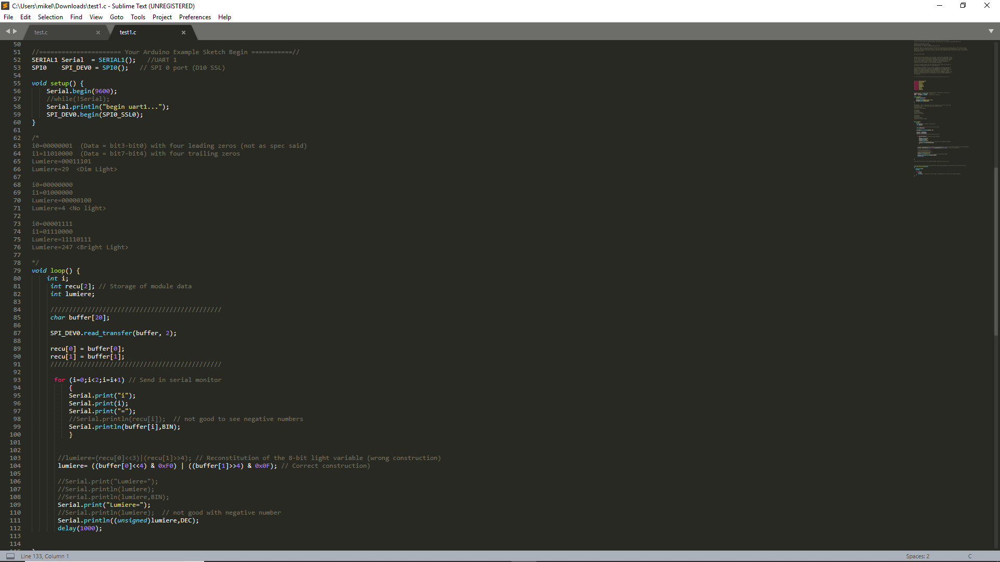 C:\Users\mikel\Downloads\test1.c - Sublime Text (UNREGISTERED)
File Edit Selection Find View Goto Tools Project Preferences Help
test.c test1.c
50
51 //====================== Your Arduino Example Sketch Begin ===========//
52 SERIAL1 Serial  = SERIAL1();   //UART 1
53 SPI0    SPI_DEV0 = SPI0();   // SPI 0 port (D10 SSL)
54
55 void setup() {
56     Serial.begin(9600);
57     //while(!Serial);
58     Serial.println("begin uart1...");
59     SPI_DEV0.begin(SPI0_SSL0);
60 }
61
62 /*
63 i0=00000001  (Data = bit3-bit0) with four leading zeros (not as spec said)
64 i1=11010000  (Data = bit7-bit4) with four trailing zeros
65 Lumiere=00011101
66 Lumiere=29  <Dim Light>
67
68 i0=00000000
69 i1=01000000
70 Lumiere=00000100
71 Lumiere=4 <No light>
72
73 i0=00001111
74 i1=01110000
75 Lumiere=11110111
76 Lumiere=247 <Bright Light>
77
78 */
79 void loop() {
80     int i;
81      int recu[2]; // Storage of module data
82      int lumiere;
83
84      //////////////////////////////////////////////
85      char buffer[20];
86
87      SPI_DEV0.read_transfer(buffer, 2);
88
89      recu[0] = buffer[0];
90      recu[1] = buffer[1];
91      //////////////////////////////////////////////
92
93       for (i=0;i<2;i=i+1) // Send in serial monitor
94           {
95           Serial.print("i");
96           Serial.print(i);
97           Serial.print("=");
98           //Serial.println(recu[i]);  // not good to see negative numbers
99           Serial.println(buffer[i],BIN);
100           }
101
102
103        //lumiere=(recu[0]<<3)|(recu[1]>>4); // Reconstitution of the 8-bit light variable (wrong construction)
104        lumiere= ((buffer[0]<<4) & 0xF0) | ((buffer[1]>>4) & 0x0F); // Correct construction)
105
106        //Serial.print("Lumiere=");
107        //Serial.println(lumiere);
108        //Serial.println(lumiere,BIN);
109        Serial.print("Lumiere=");
110        //Serial.println(lumiere);  // not good with negative number
111        Serial.println((unsigned)lumiere,DEC);
112        delay(1000);
113
114
Line 133, Column 1 Spaces: 2 C